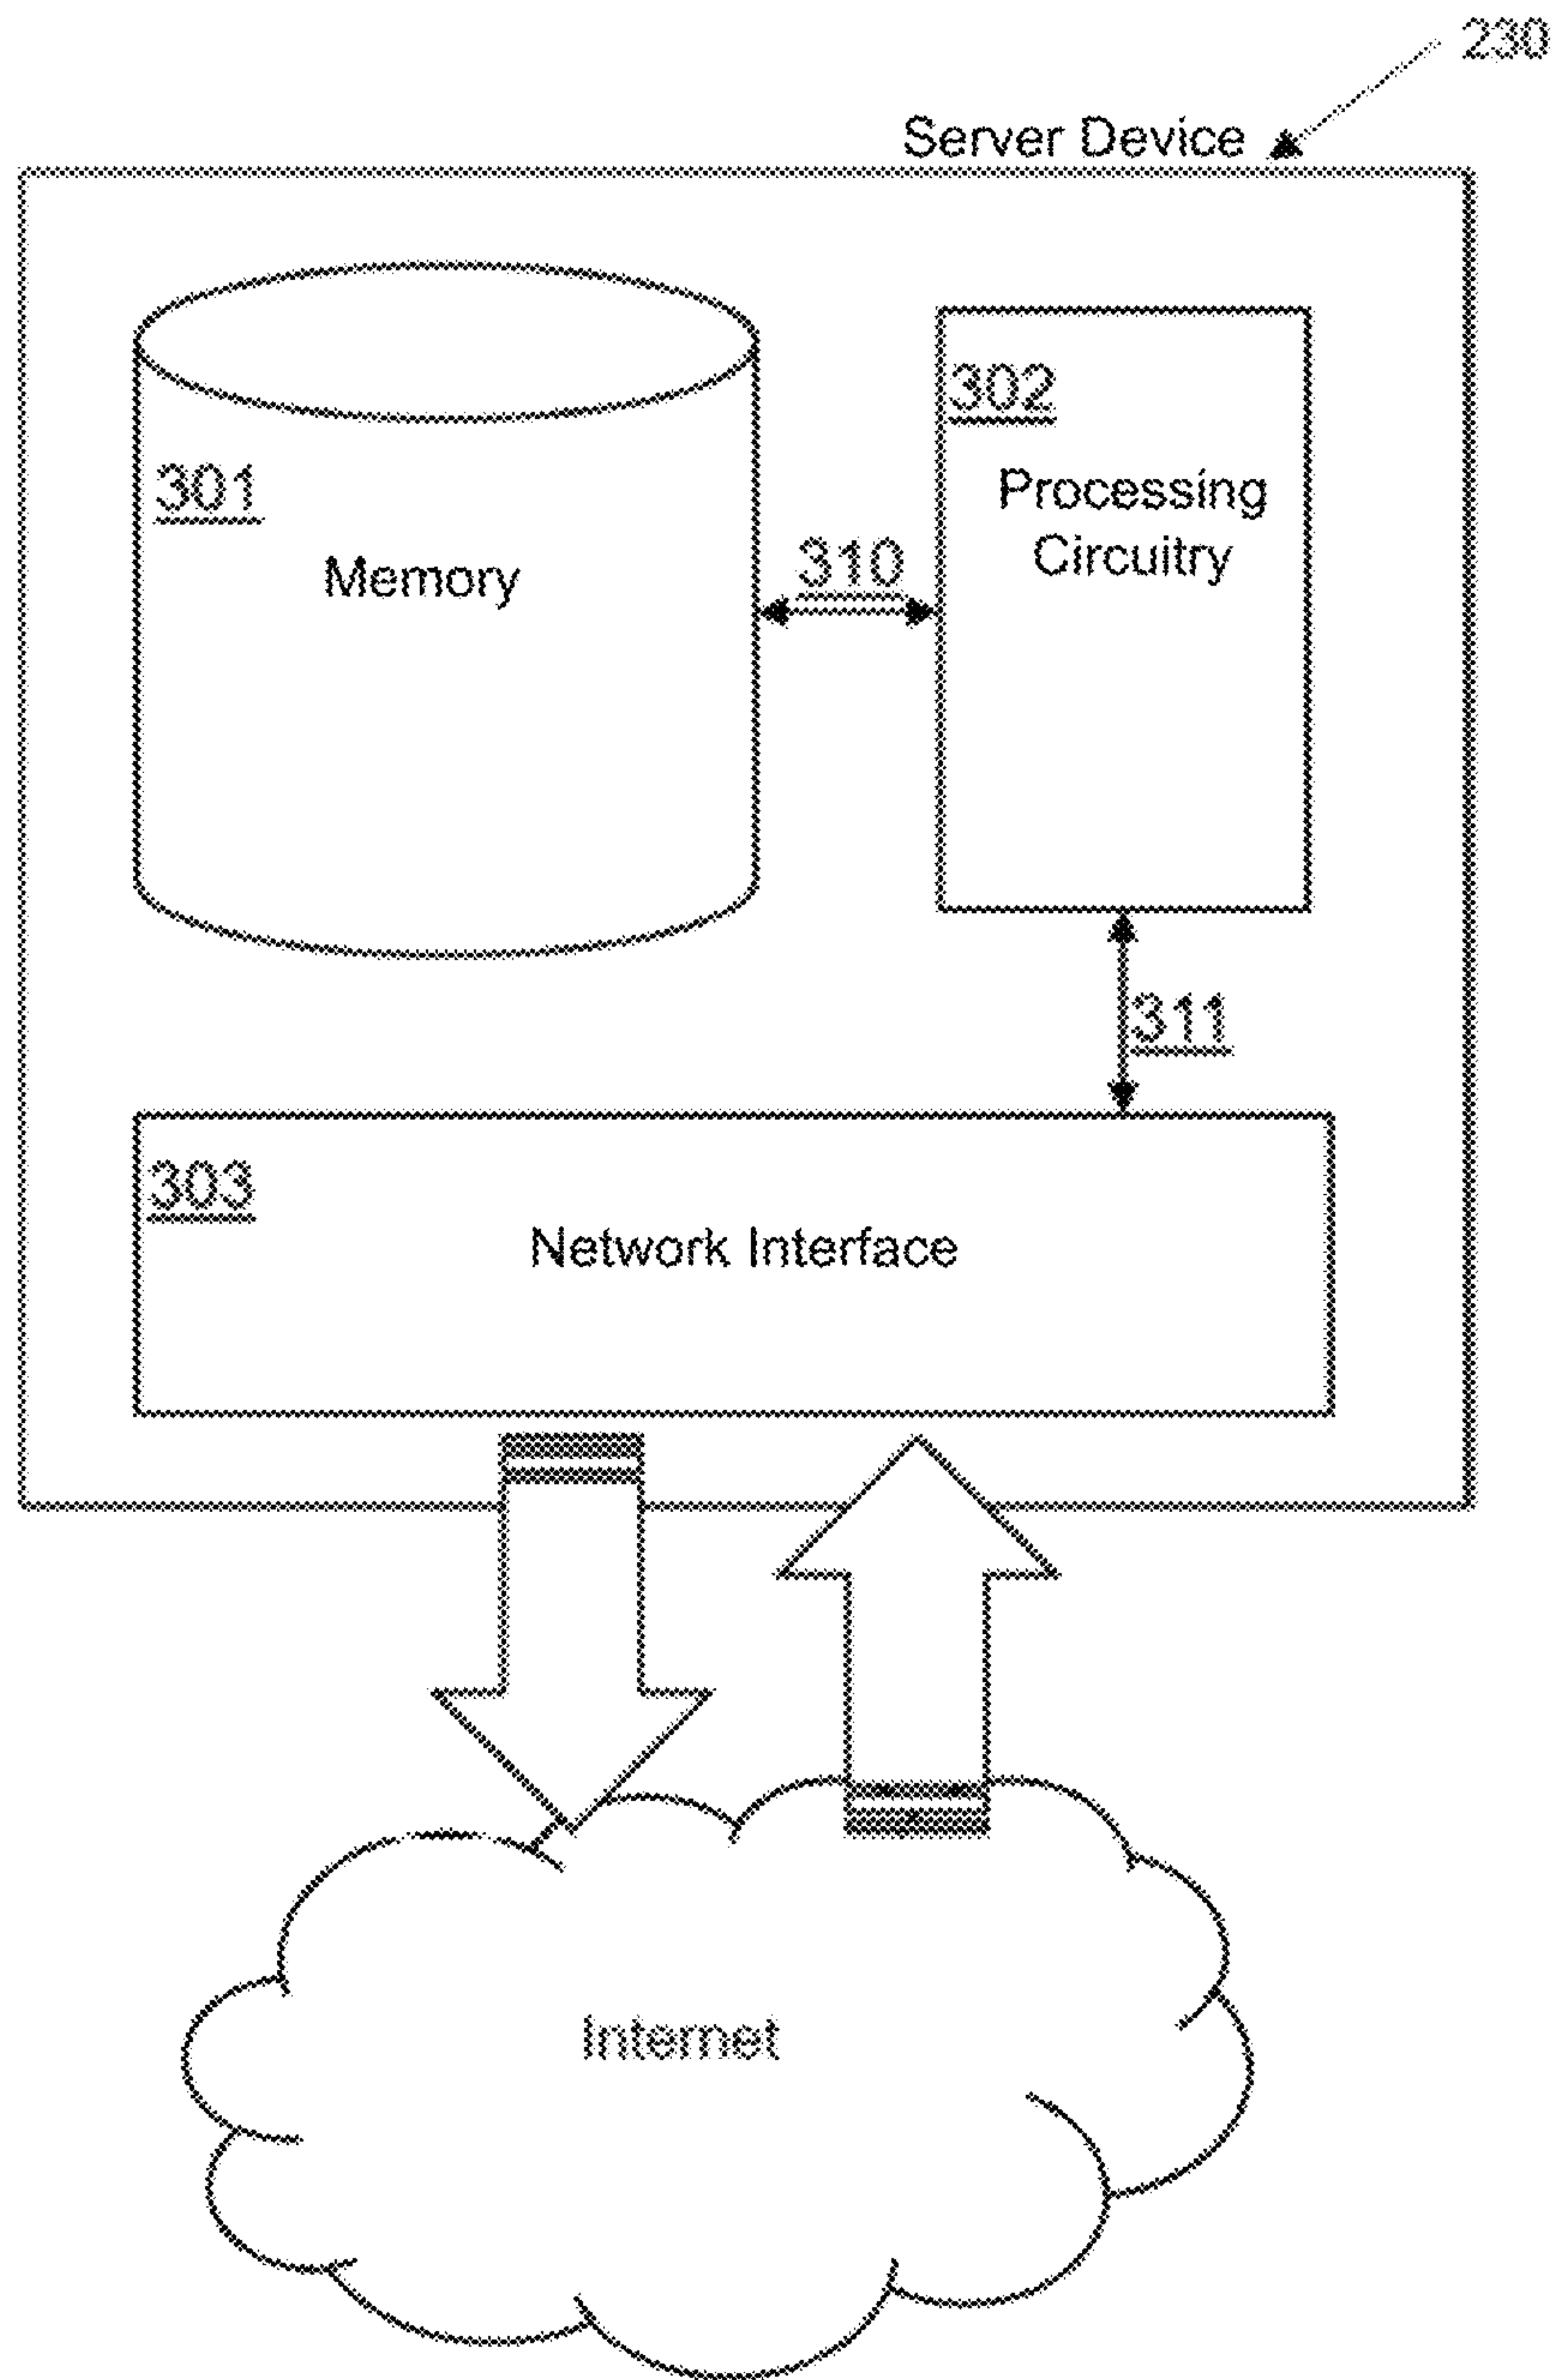 230
Server Device
302
301
Processing
Circuitry
310
Memory
311
303
Network Interface
Internet